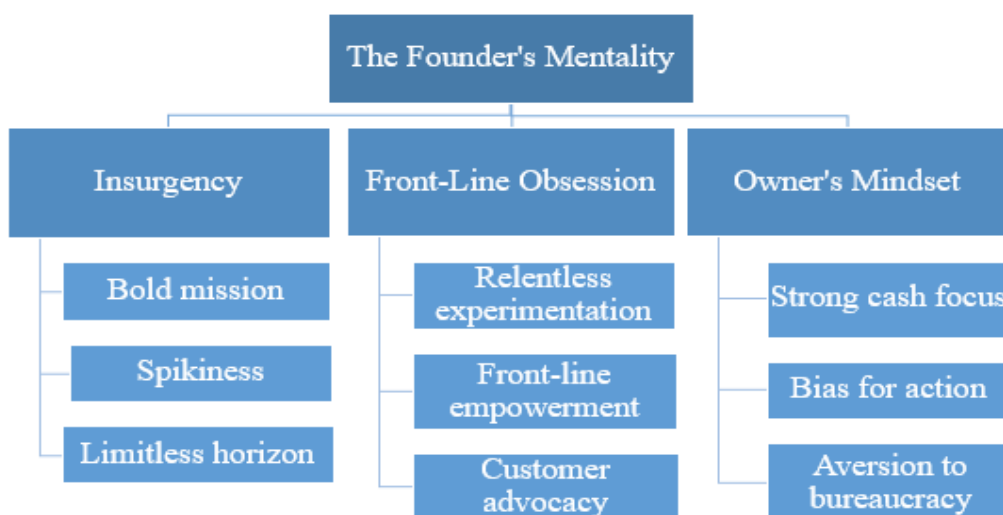 The Founder's Mentality
Insurgency
Bold mission
Spikiness
Limitless horizon
Front-Line Obsession
Relentless
experimentation
Front-line
empowerment
Customer
advocacy
Owner's Mindset
Strong cash focus
Bias for action
Aversion to
bureaucracy